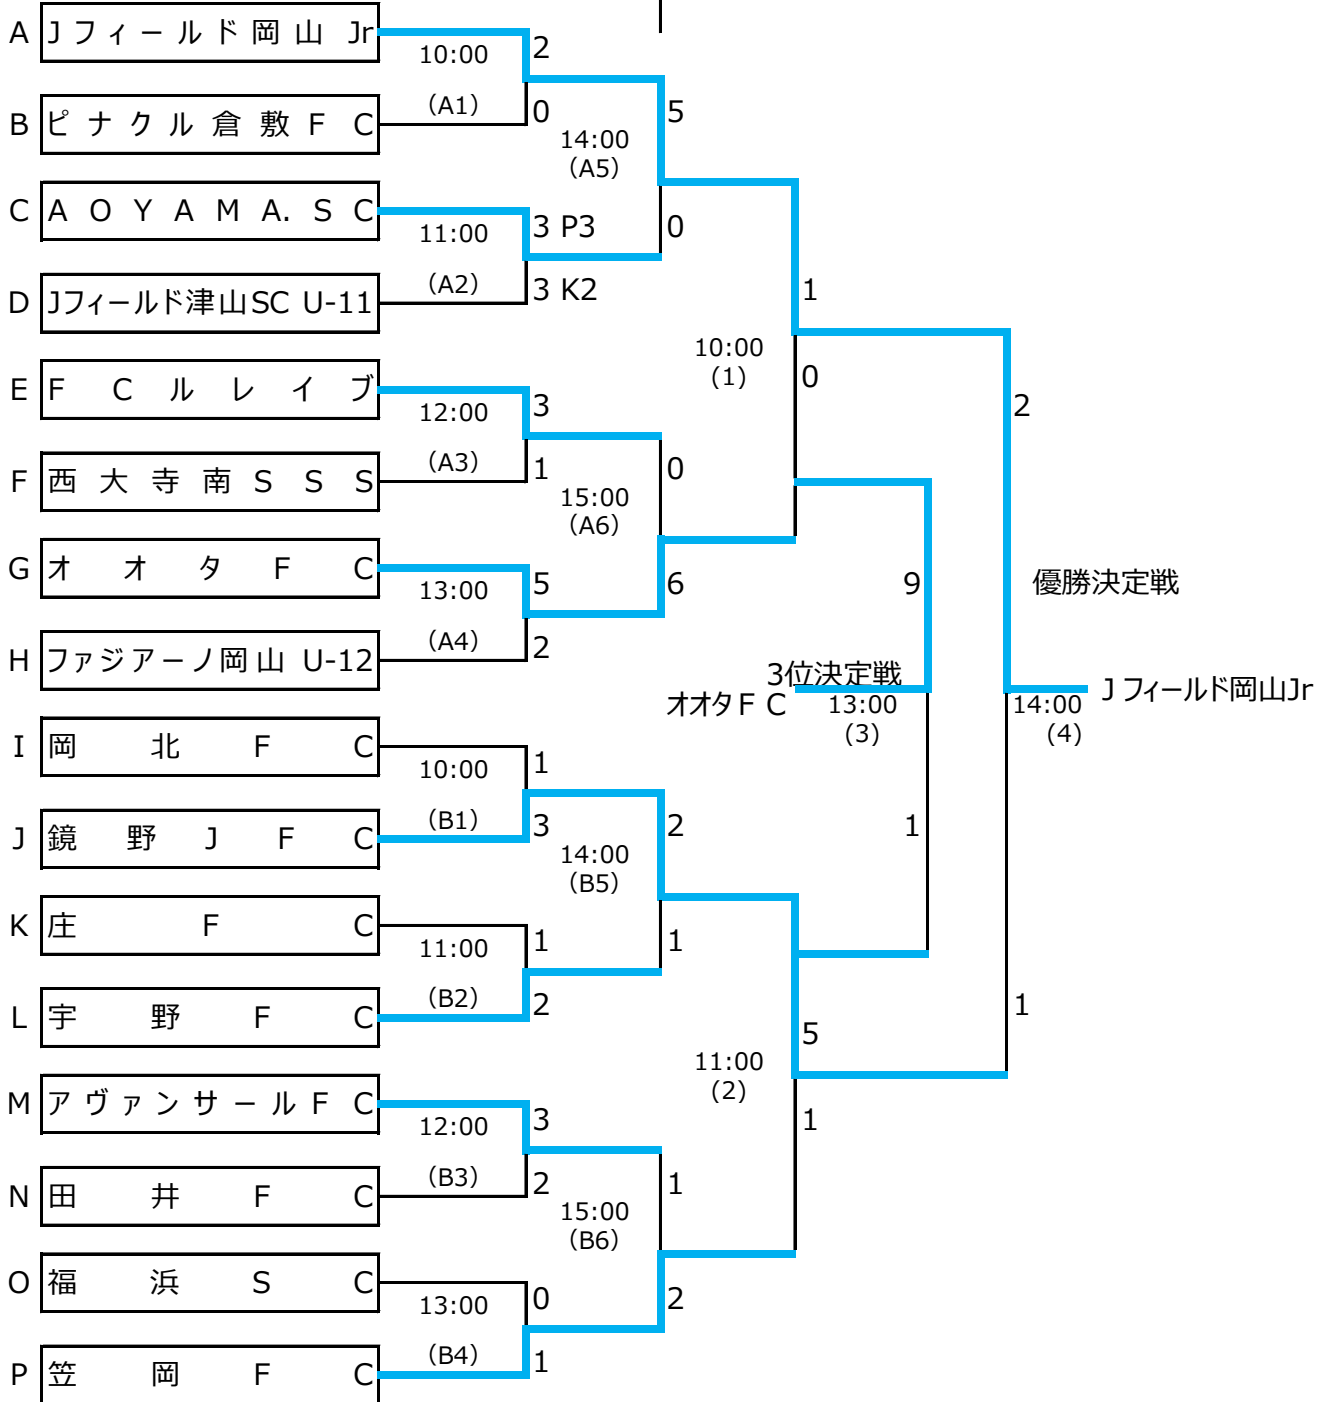 A Jフィールド岡山 Jr
2
10:00
(A1)
B ピナクル倉敷FC
0
5
14:00
(A5)
C AOYAMA.SC
3 P3
0
11:00
(A2)
D Jフィールド津山SC U-11
3 K2
1
10:00
(1)
0
E FCルレイブ
3
2
12:00
(A3)
F 西大寺南SSS
1
0
15:00
(A6)
G オオタFC
5
6
9
優勝決定戦
13:00
(A4)
H ファジアーノ岡山 U-12
2
3位決定戦
オオタFC
13:00
(3)
14:00
(4)
Jフィールド岡山Jr
I 岡北FC
1
10:00
(B1)
J 鏡野JFC
3
2
1
14:00
(B5)
K 庄FC
1
1
11:00
(B2)
L 宇野FC
2
1
5
11:00
(2)
M アヴァンサールFC
3
1
12:00
(B3)
N 田井FC
2
1
15:00
(B6)
O 福浜SC
0
2
13:00
(B4)
P 笠岡FC
1